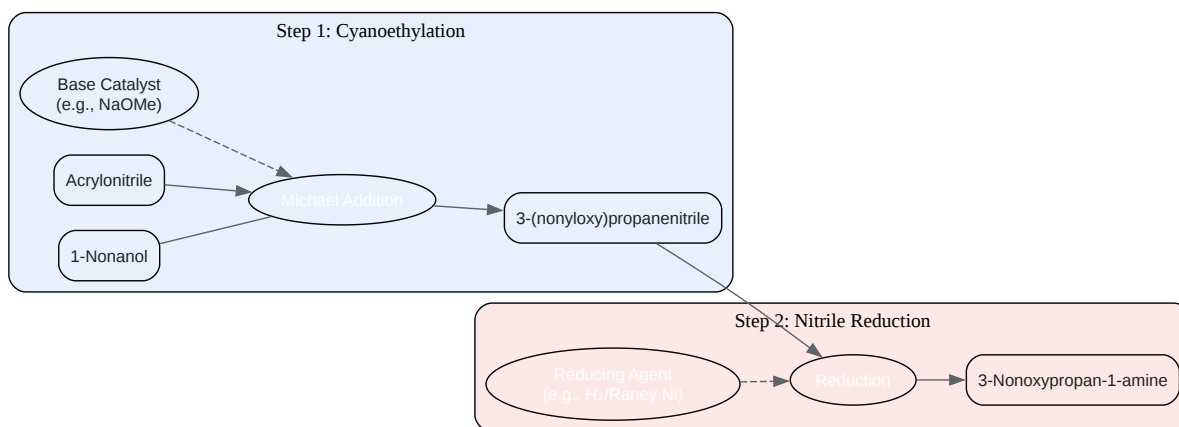 Step 1: Cyanoethylation
Base Catalyst
(e.g., NaOMe)
Acrylonitrile
Michael Addition
1-Nonanol
3-(nonyloxy)propanenitrile
Step 2: Nitrile Reduction
Reducing Agent
(e.g., H₂/Raney Ni)
Reduction
3-Nonoxypropan-1-amine